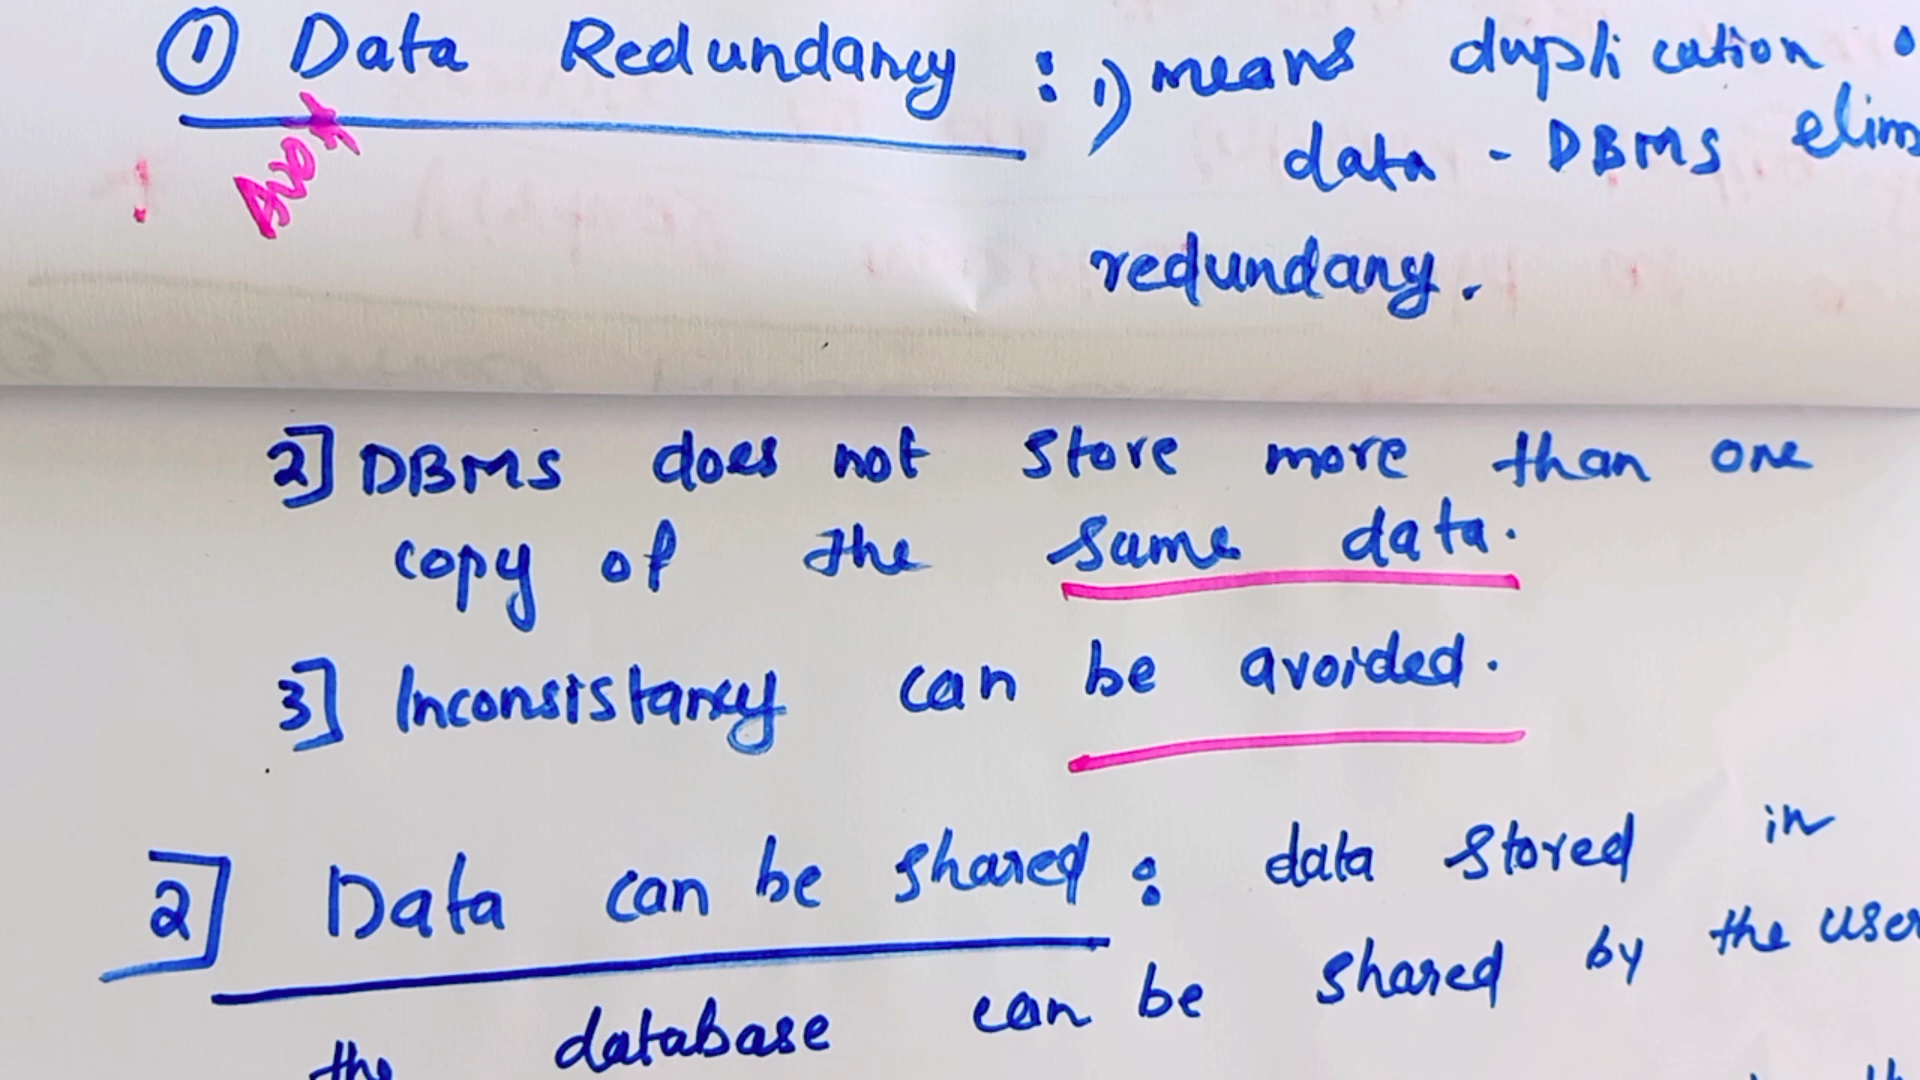 ① Data Redundancy : 1) means duplication o
data - DBMS elim
redundany.
2] DBMS does not store more than one
copy of the same data.
3] Inconsistancy can be avoided.
2] Data can be shared : data stored in
the database can be shared by the user